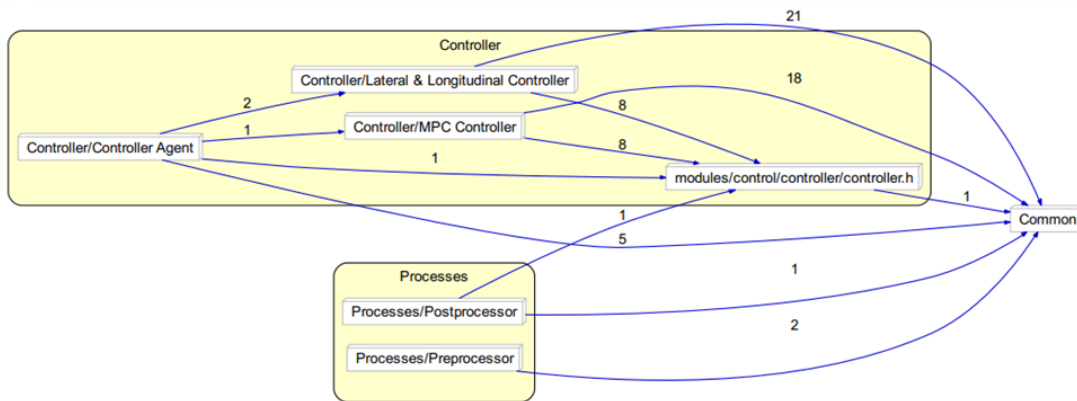 21
Controller
Controller/Lateral & Longitudinal Controller
18
2
8
Controller/MPC Controller
1
Controller/Controller Agent
8
1
modules/control/controller/controller.h
1
1
Common
5
Processes
1
Processes/Postprocessor
2
Processes/Preprocessor